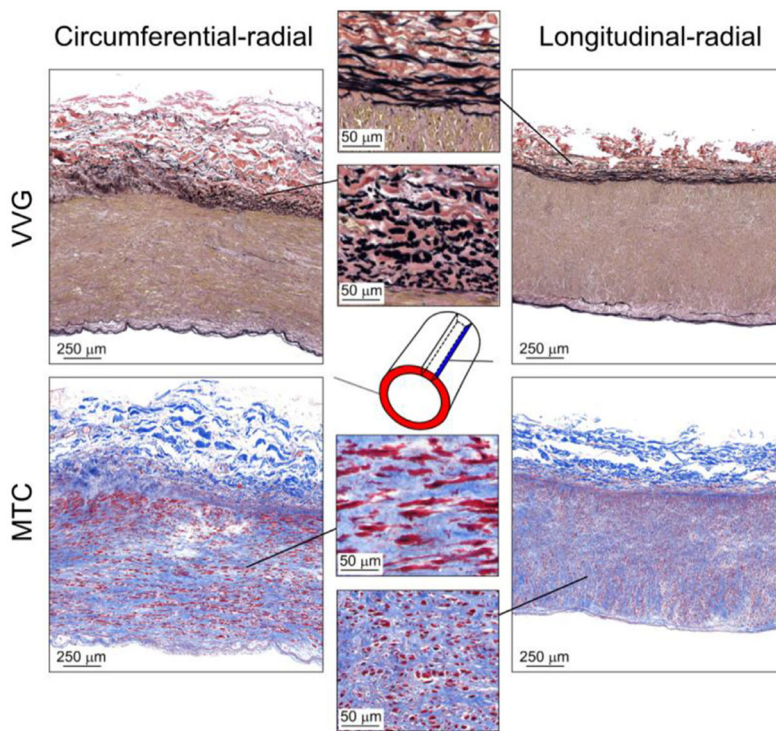 Circumferential-radial
Longitudinal-radial
VVG
50 μm
50 μm
250 μm
250 μm
MTC
50 μm
50 μm
250 μm
250 μm